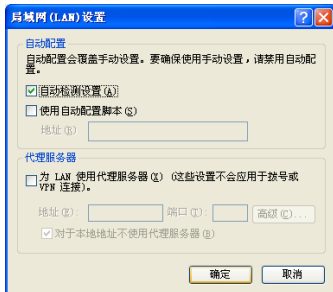 局域网(LAN)设置
自动配置
自动配置会覆盖手动设置。要确保使用手动设置，请禁用自动配
置。
自动检测设置(A)
使用自动配置脚本(S)
地址(R)
代理服务器
为 LAN 使用代理服务器(X) (这些设置不会应用于拨号或
VPN 连接)。
地址(E): 端口(T): 高级(C)...
对于本地地址不使用代理服务器(B)
确定 取消